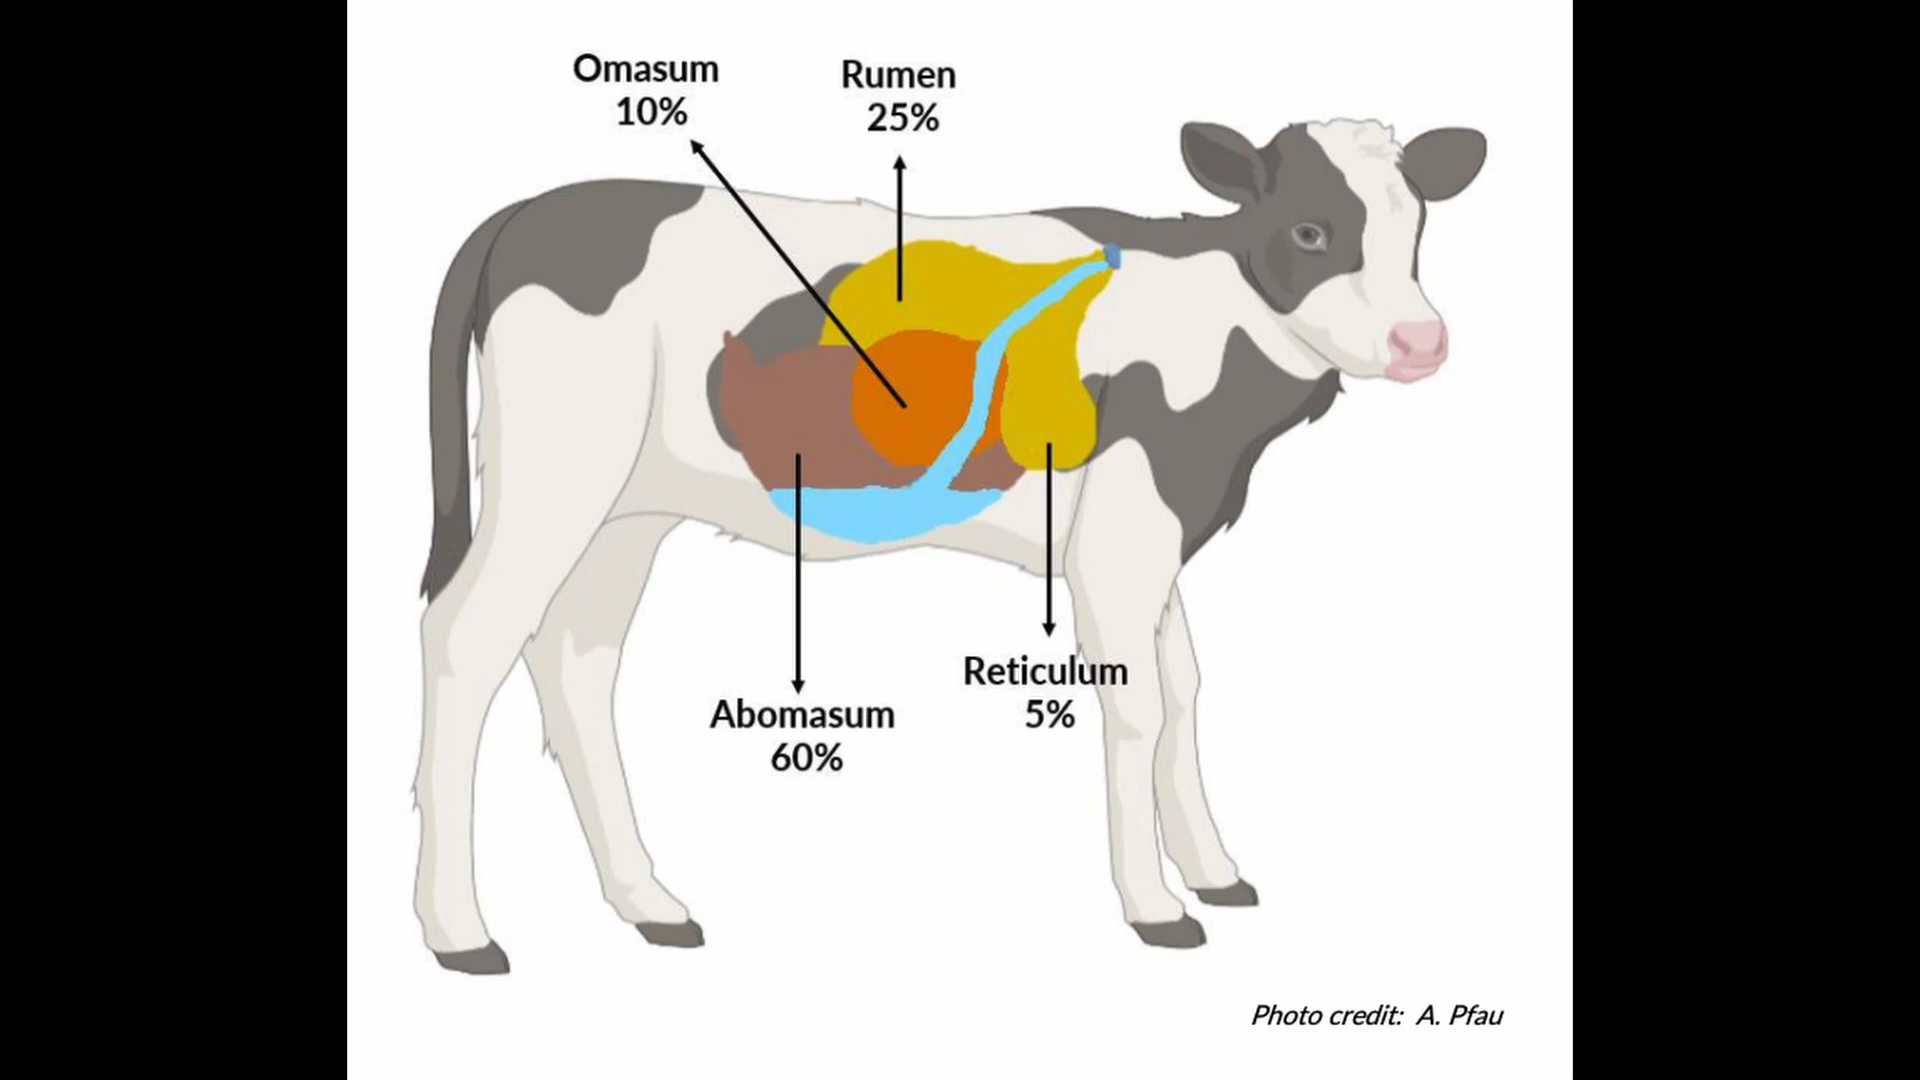 Omasum
10%
Rumen
25%
Abomasum
60%
Reticulum
5%
Photo credit: A. Pfau